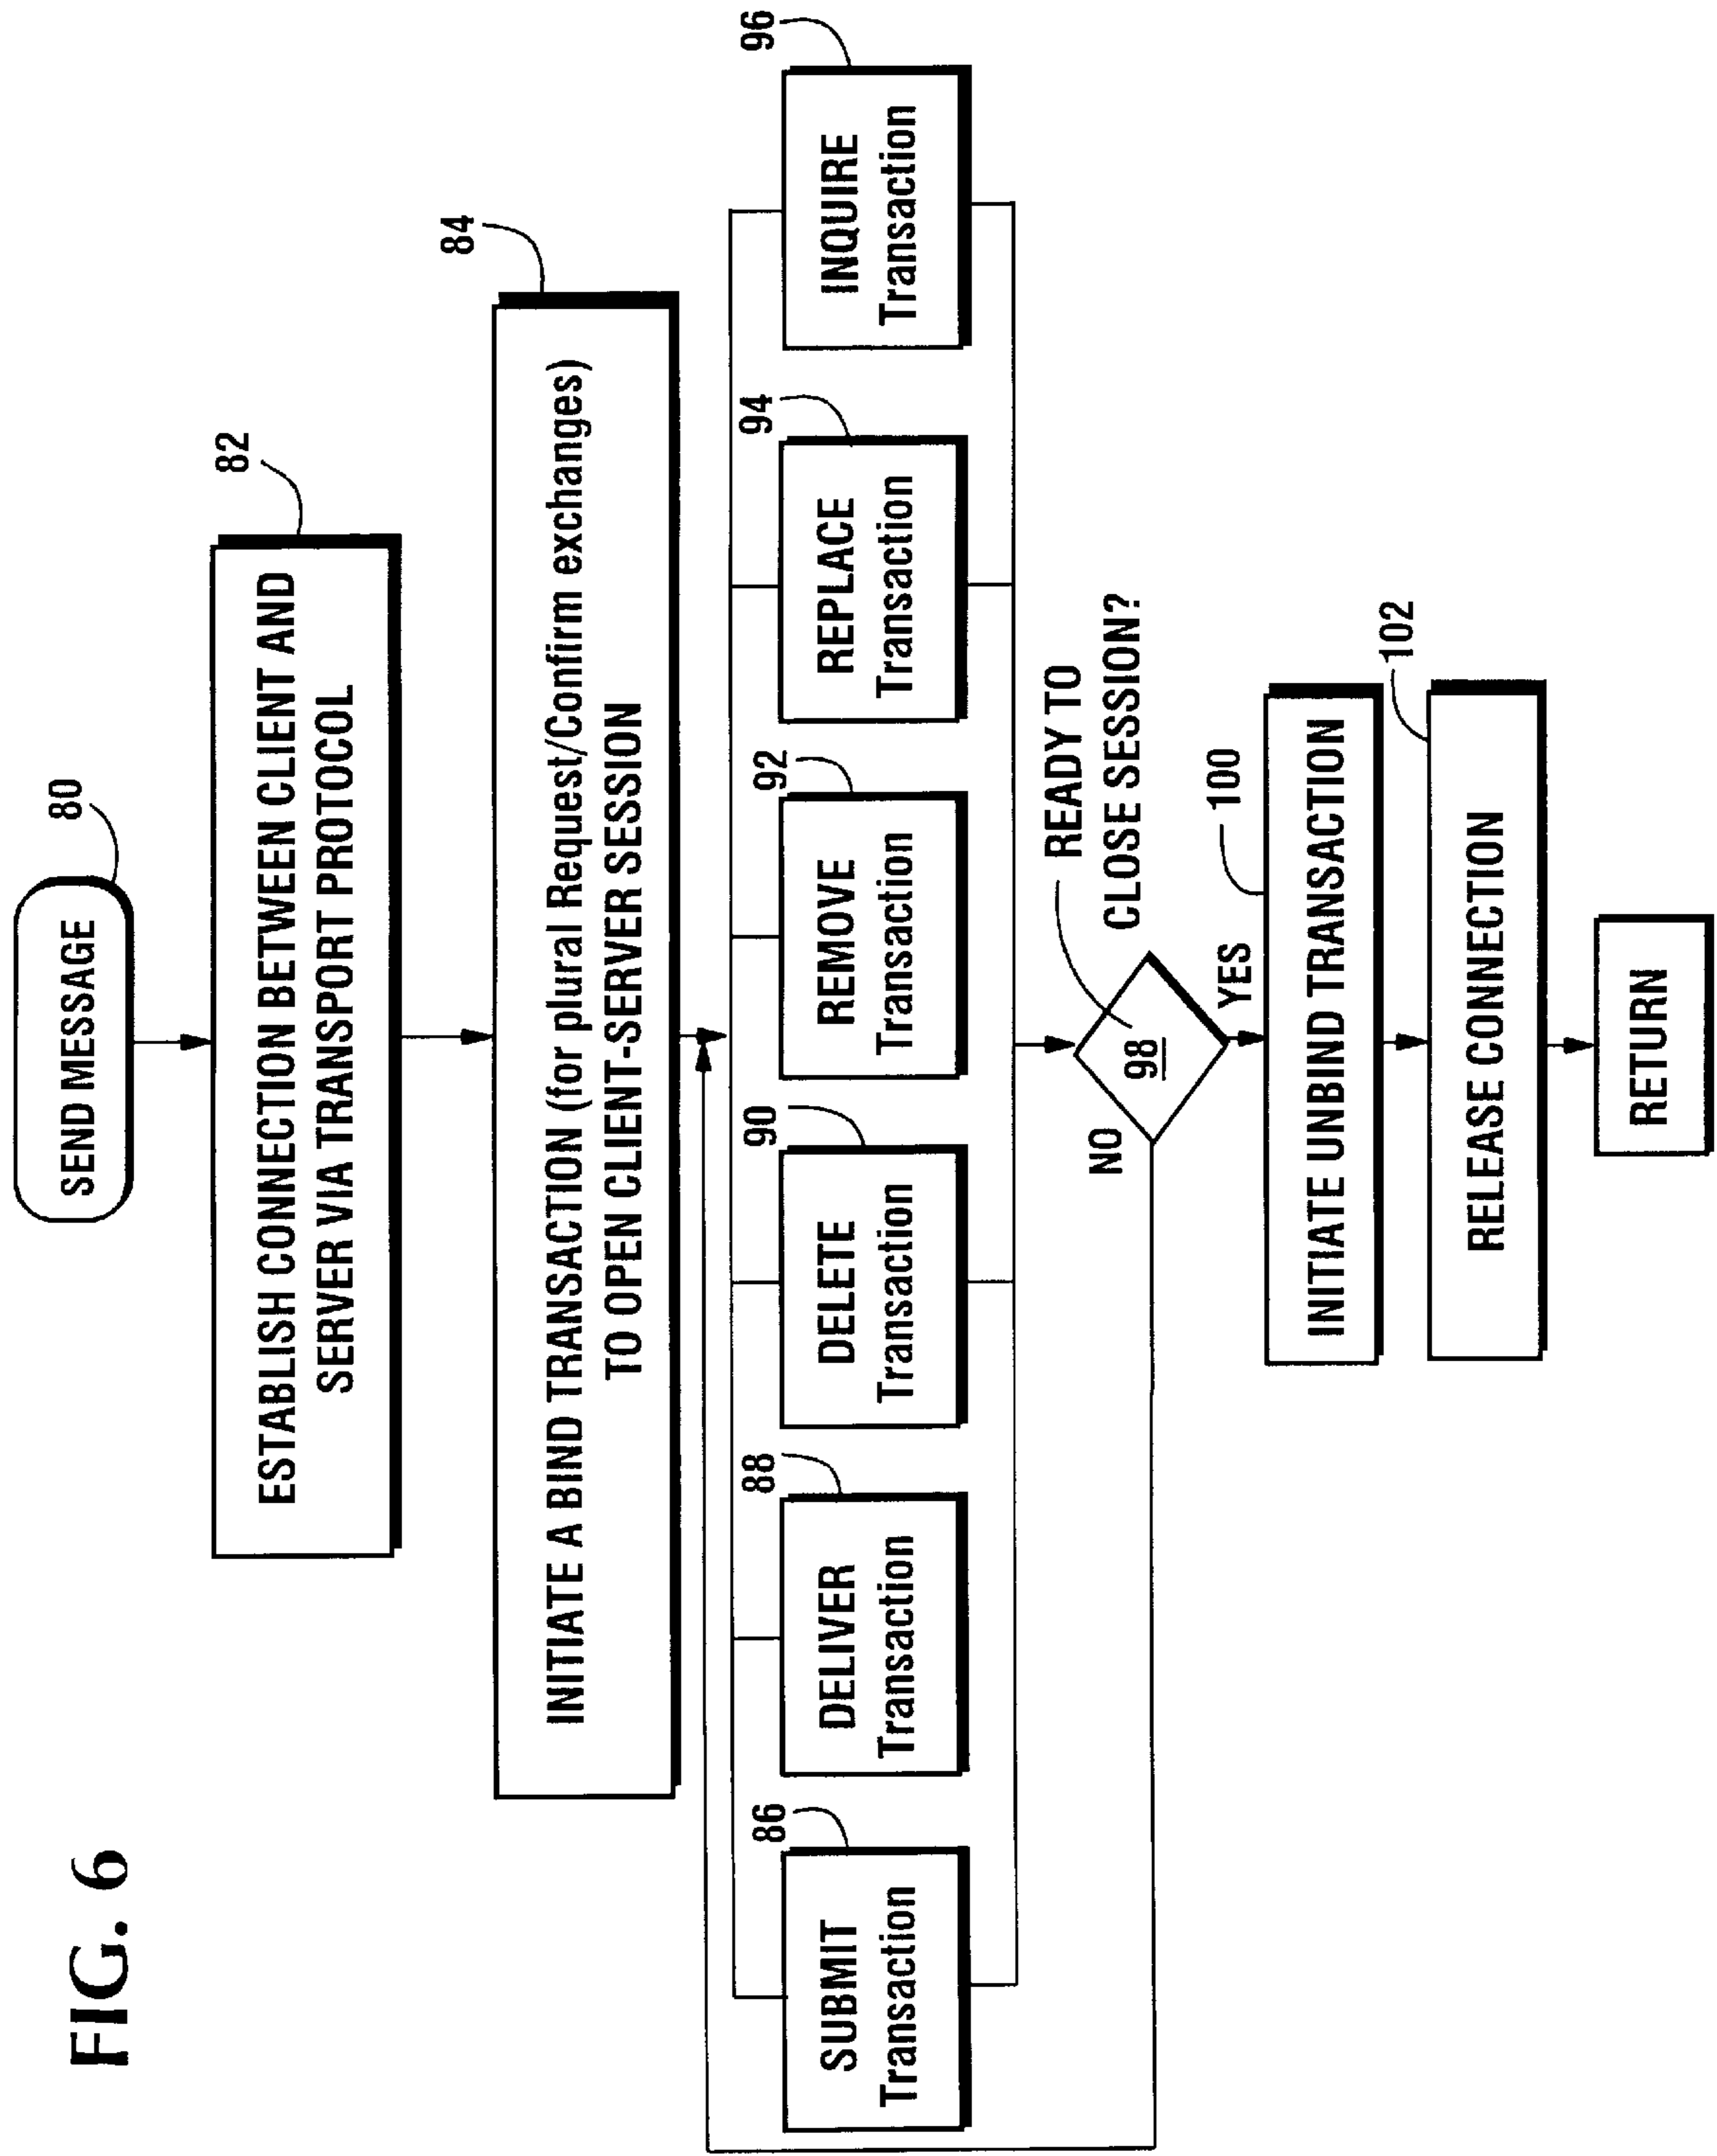 FIG. 6
SEND MESSAGE
80
ESTABLISH CONNECTION BETWEEN CLIENT AND
SERVER VIA TRANSPORT PROTOCOL
82
INITIATE A BIND TRANSACTION (for plural Request/Confirm exchanges)
TO OPEN CLIENT-SERVER SESSION
84
SUBMIT
Transaction
86
DELIVER
Transaction
88
DELETE
Transaction
90
REMOVE
Transaction
92
REPLACE
Transaction
94
INQUIRE
Transaction
96
READY TO
CLOSE SESSION?
98
NO
YES
INITIATE UNBIND TRANSACTION
100
RELEASE CONNECTION
102
RETURN